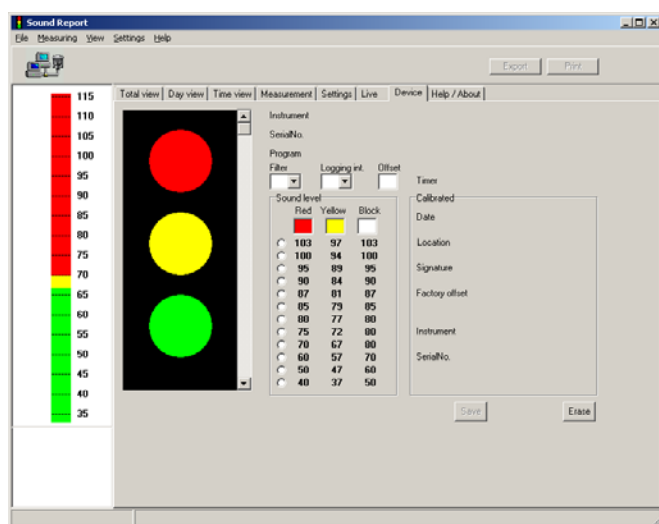 Sound Report
File Measuring View Settings Help
Export Print
Total view Day view Time view Measurement Settings Live Device Help / About
115
110
105
100
95
90
85
80
75
70
65
60
55
50
45
40
35
Instrument
SerialNo.
Program
Filter Logging int. Offset
Timer
Sound level
Red Yellow Block
103 97 103
100 94 100
95 89 95
90 84 90
87 81 87
85 79 85
80 77 80
75 72 80
70 67 80
60 57 70
50 47 60
40 37 50
Calibrated
Date
Location
Signature
Factory offset
Instrument
SerialNo.
Save Erase